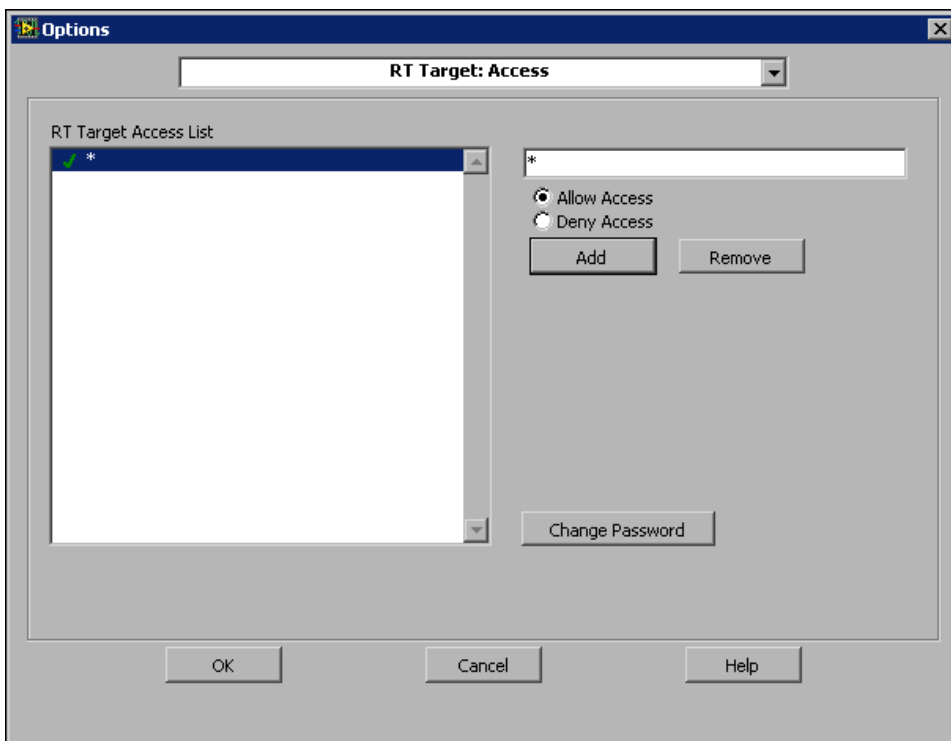 Options
RT Target: Access
RT Target Access List
*
*
Allow Access
Deny Access
Add
Remove
Change Password
OK
Cancel
Help